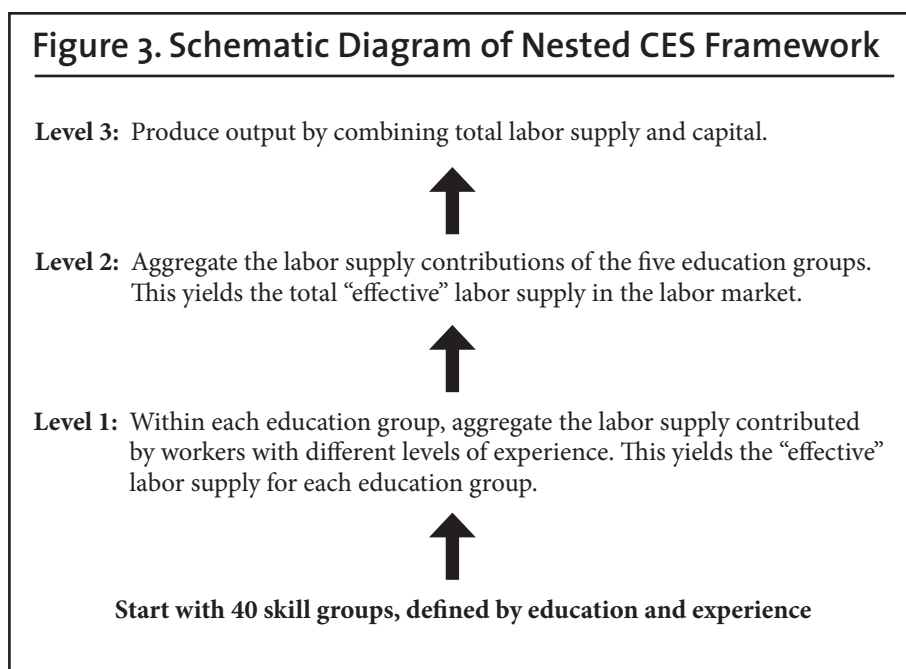 Figure 3. Schematic Diagram of Nested CES Framework
Level 3: Produce output by combining total labor supply and capital.
Level 2: Aggregate the labor supply contributions of the five education groups.
This yields the total “effective” labor supply in the labor market.
Level 1: Within each education group, aggregate the labor supply contributed
by workers with different levels of experience. This yields the “effective”
labor supply for each education group.
Start with 40 skill groups, defined by education and experience